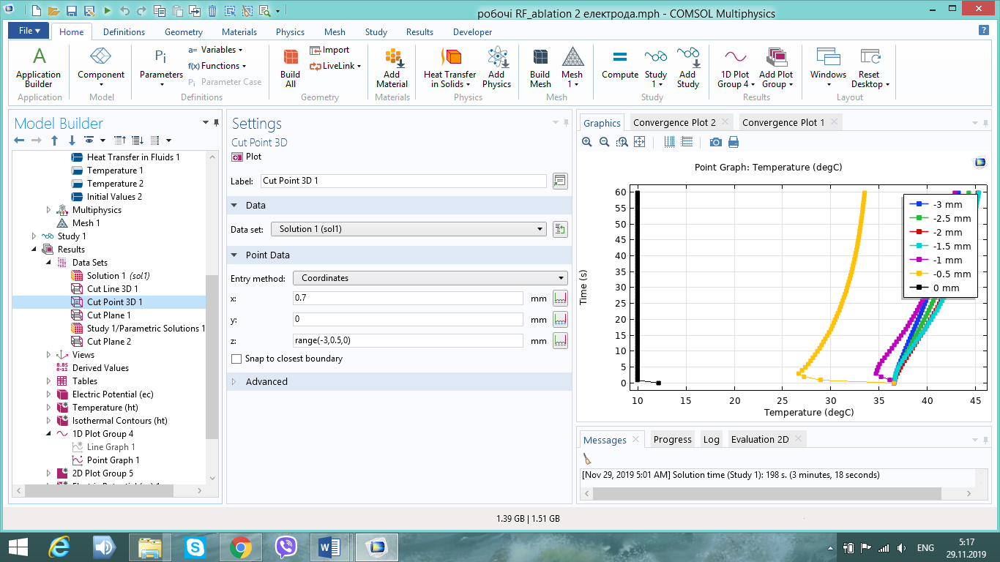 робочі RF_ablation 2 електрода.mph - COMSOL Multiphysics
File Home Definitions Geometry Materials Physics Mesh Study Results Developer
Application Builder
Application
Component
Model
Parameters
a= Variables
f(x) Functions
Pi Parameter Case
Definitions
Build All
Import
LiveLink
Geometry
Add Material
Materials
Heat Transfer in Solids
Add Physics
Physics
Build Mesh
Mesh 1
Mesh
Compute
Study 1
Add Study
Study
1D Plot Group 4
Add Plot Group
Results
Windows
Reset Desktop
Layout
Model Builder
Heat Transfer in Fluids 1
Temperature 1
Temperature 2
Initial Values 2
Multiphysics
Mesh 1
Study 1
Results
Data Sets
Solution 1 (sol1)
Cut Line 3D 1
Cut Point 3D 1
Cut Plane 1
Study 1/Parametric Solutions 1
Cut Plane 2
Views
8.85 e-12 Derived Values
Tables
Electric Potential (ec)
Temperature (ht)
Isothermal Contours (ht)
1D Plot Group 4
Line Graph 1
Point Graph 1
2D Plot Group 5
Settings
Cut Point 3D
Plot
Label: Cut Point 3D 1
Data
Data set: Solution 1 (sol1)
Point Data
Entry method: Coordinates
x: 0.7 mm
y: 0 mm
z: range(-3,0.5,0) mm
Snap to closest boundary
Advanced
Graphics Convergence Plot 2 Convergence Plot 1
Point Graph: Temperature (degC)
60
55
50
45
40
35
30
25
20
15
10
5
0
Time (s)
10 15 20 25 30 35 40 45
Temperature (degC)
-3 mm
-2.5 mm
-2 mm
-1.5 mm
-1 mm
-0.5 mm
0 mm
Messages Progress Log Evaluation 2D
[Nov 29, 2019 5:01 AM] Solution time (Study 1): 198 s. (3 minutes, 18 seconds)
1.39 GB | 1.51 GB
ENG
5:17
29.11.2019